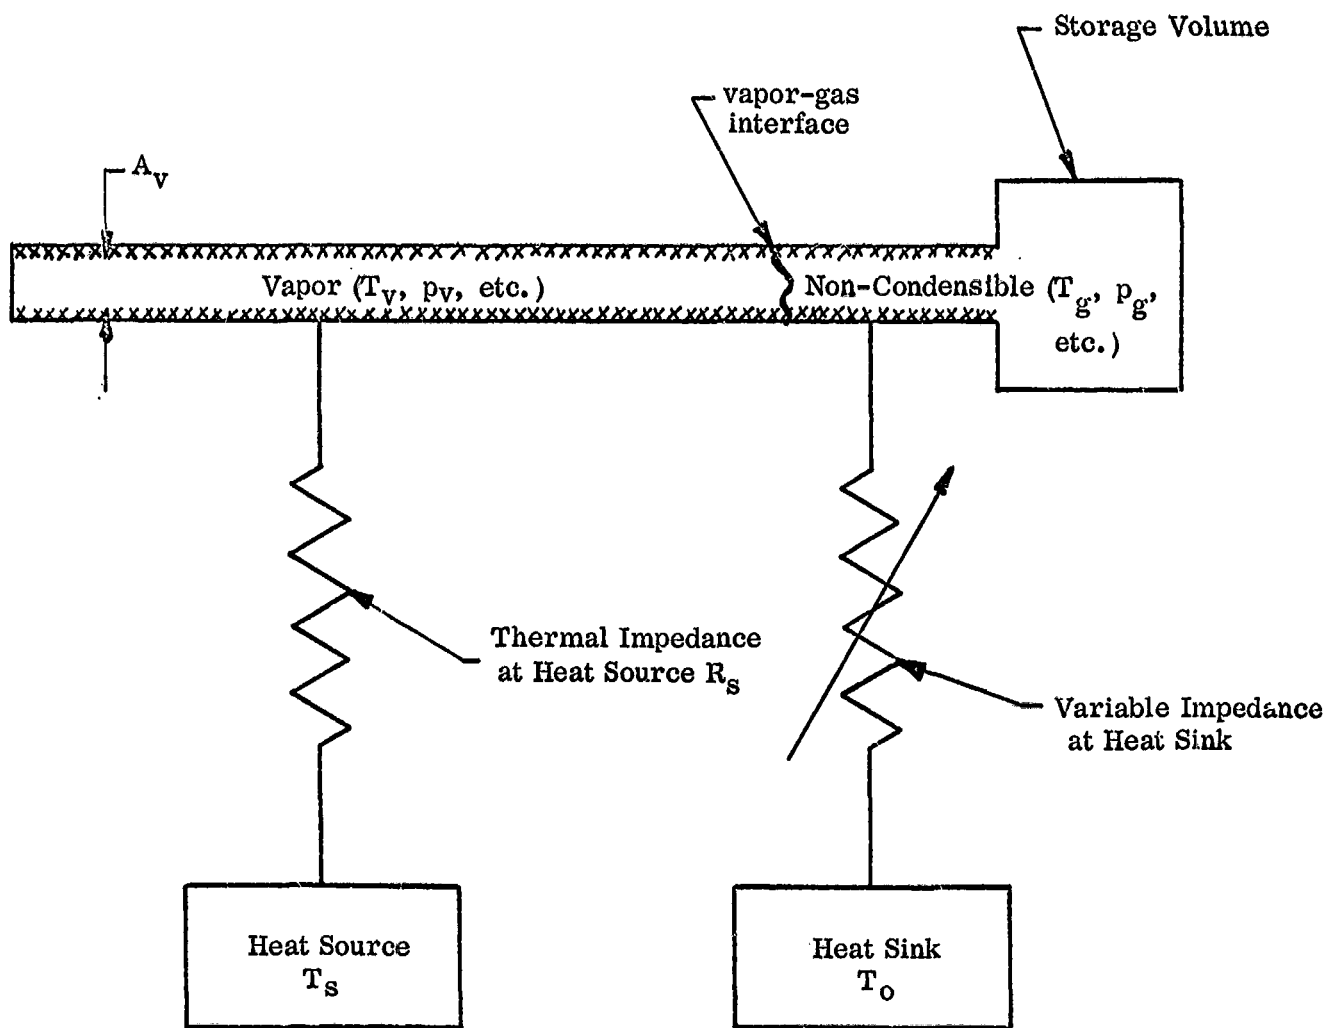 Storage Volume
vapor-gas
interface
A_v
Vapor (T_v, p_v, etc.)
Non-Condensible (T_g, p_g,
etc.)
Thermal Impedance
at Heat Source R_s
Variable Impedance
at Heat Sink
Heat Source
T_s
Heat Sink
T_o